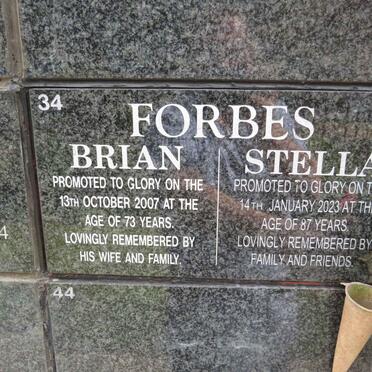 34
FORBES
BRIAN
PROMOTED TO GLORY ON THE
13TH OCTOBER 2007 AT THE
AGE OF 73 YEARS.
LOVINGLY REMEMBERED BY
HIS WIFE AND FAMILY.
STELLA
PROMOTED TO GLORY ON T
14TH JANUARY 2023 AT TH
AGE OF 87 YEARS.
LOVINGLY REMEMBERED B
FAMILY AND FRIENDS.
4
44